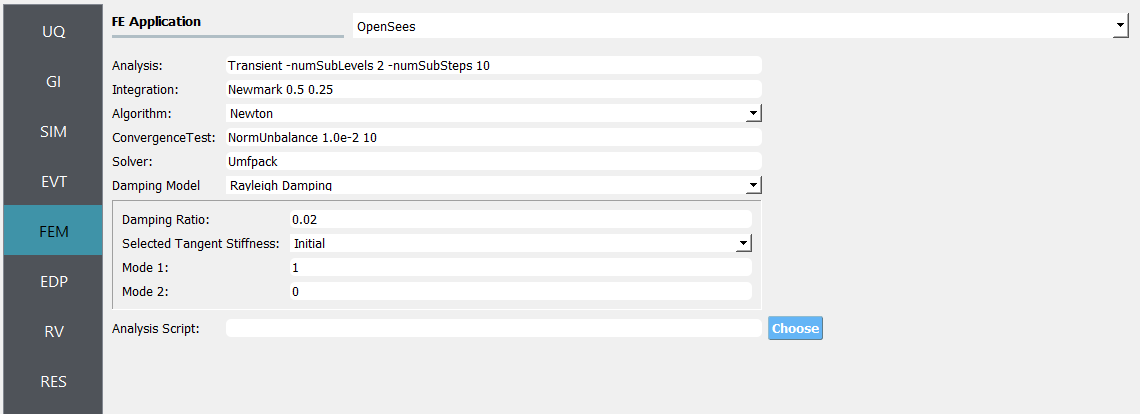 UQ
GI
SIM
EVT
FEM
EDP
RV
RES
FE Application OpenSees
Analysis: Transient -numSubLevels 2 -numSubSteps 10
Integration: Newmark 0.5 0.25
Algorithm: Newton
ConvergenceTest: NormUnbalance 1.0e-2 10
Solver: Umfpack
Damping Model Rayleigh Damping
Damping Ratio: 0.02
Selected Tangent Stiffness: Initial
Mode 1: 1
Mode 2: 0
Analysis Script: Choose